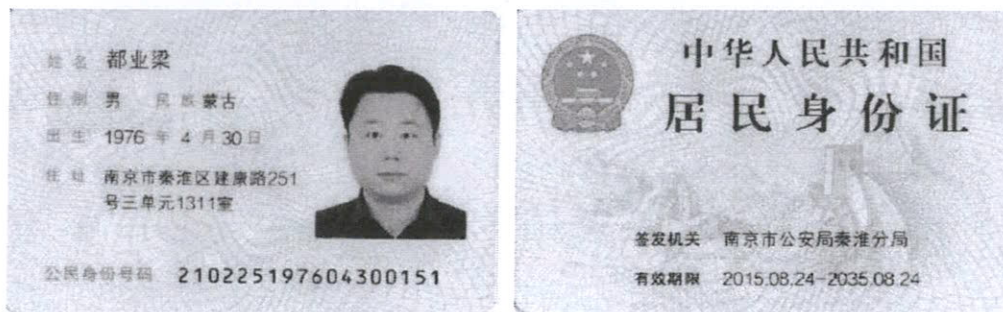 姓名 都业梁
性别 男 民族 蒙古
出生 1976 年 4 月 30 日
住址 南京市秦淮区建康路251
号三单元1311室
公民身份号码 210225197604300151
中华人民共和国
居民身份证
签发机关 南京市公安局秦淮分局
有效期限 2015.08.24-2035.08.24